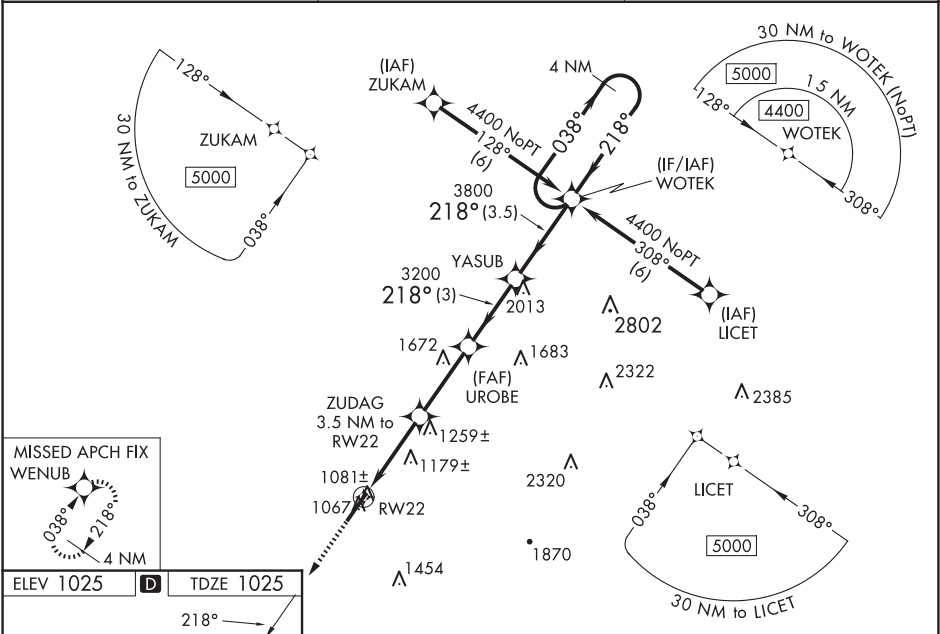 128°
ZUKAM
5000
30 NM to ZUKAM
038°
(IAF)
ZUKAM
4400 NoPT
128°
(6)
4 NM
038°
218°
(IF/IAF)
WOTEK
30 NM to WOTEK (NoPT)
5000
15 NM
4400
128°
WOTEK
308°
3800
218° (3.5)
4400 NoPT
308°
(6)
(IAF)
LICET
YASUB
3200
218° (3)
2013
2802
1672
1683
(FAF)
UROBE
2322
2385
ZUDAG
3.5 NM to
RW22
1259±
1179±
1081±
1067
RW22
2320
1870
1454
LICET
038°
308°
5000
30 NM to LICET
MISSED APCH FIX
WENUB
038°
218°
4 NM
ELEV 1025
D
TDZE 1025
218°